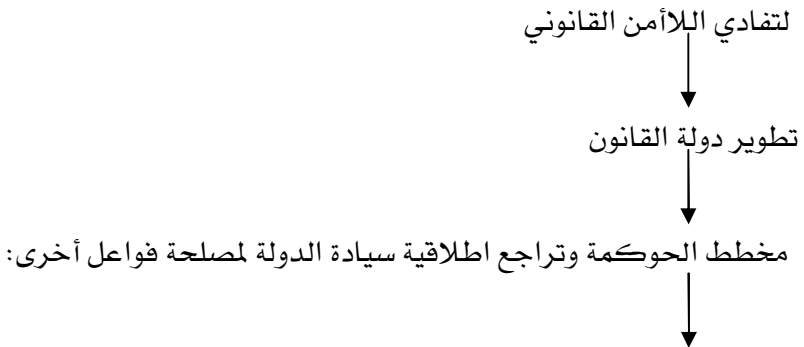 لتفادي اللاأمن القانوني
تطوير دولة القانون
مخطط الحوكمة وتراجع اطلاقية سيادة الدولة لمصلحة فواعل أخرى: